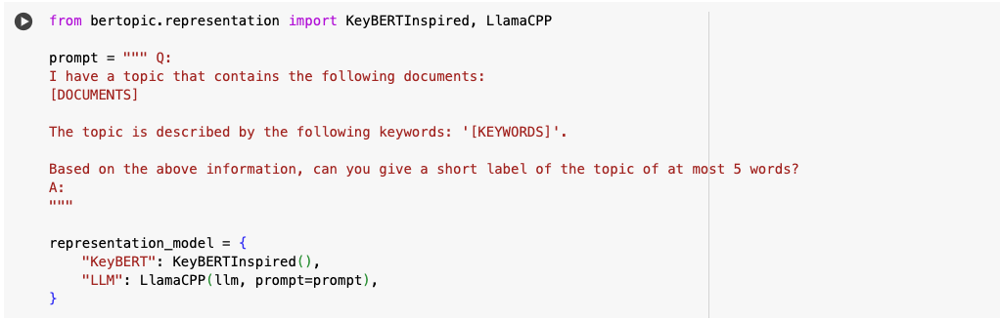 from bertopic.representation import KeyBERTInspired, LlamaCPP
prompt = """ Q:
I have a topic that contains the following documents:
[DOCUMENTS]
The topic is described by the following keywords: '[KEYWORDS]'.
Based on the above information, can you give a short label of the topic of at most 5 words?
A:
"""
representation_model = {
    "KeyBERT": KeyBERTInspired(),
    "LLM": LlamaCPP(llm, prompt=prompt),
}